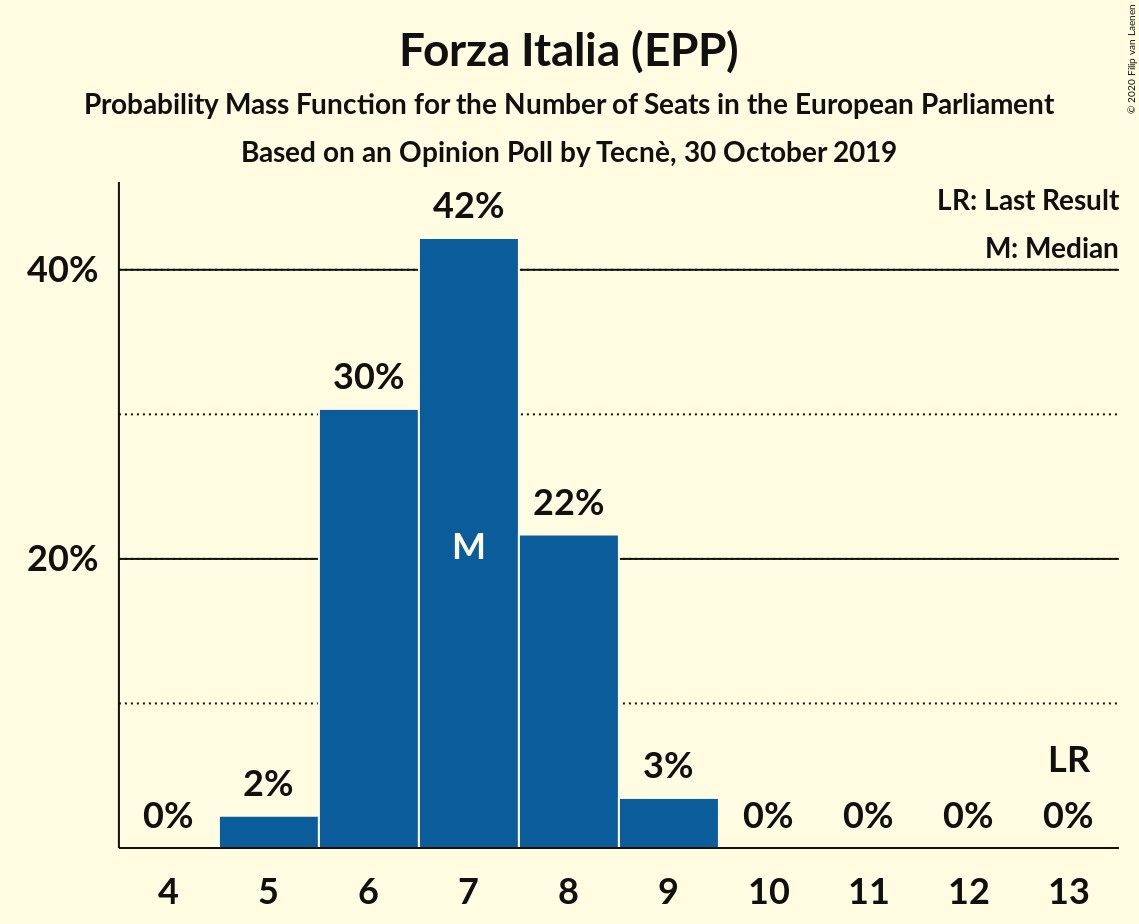 Forza Italia (EPP)
Probability Mass Function for the Number of Seats in the European Parliament
Based on an Opinion Poll by Tecnè, 30 October 2019
© 2020 Filip van Laenen
LR: Last Result
M: Median
40%
20%
0%
2%
30%
42%
M
22%
3%
0%
0%
0%
LR
0%
4 5 6 7 8 9 10 11 12 13